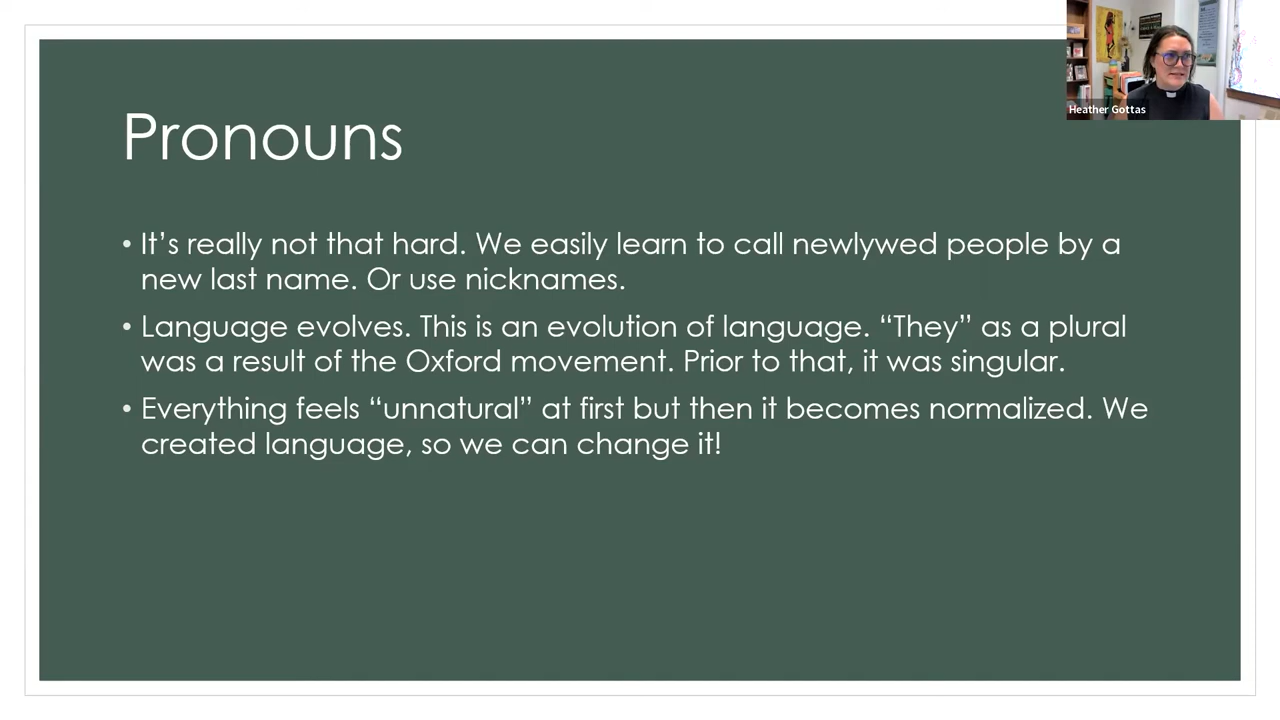 Heather Gottas
Pronouns
• It’s really not that hard. We easily learn to call newlywed people by a
new last name. Or use nicknames.
• Language evolves. This is an evolution of language. “They” as a plural
was a result of the Oxford movement. Prior to that, it was singular.
• Everything feels “unnatural” at first but then it becomes normalized. We
created language, so we can change it!